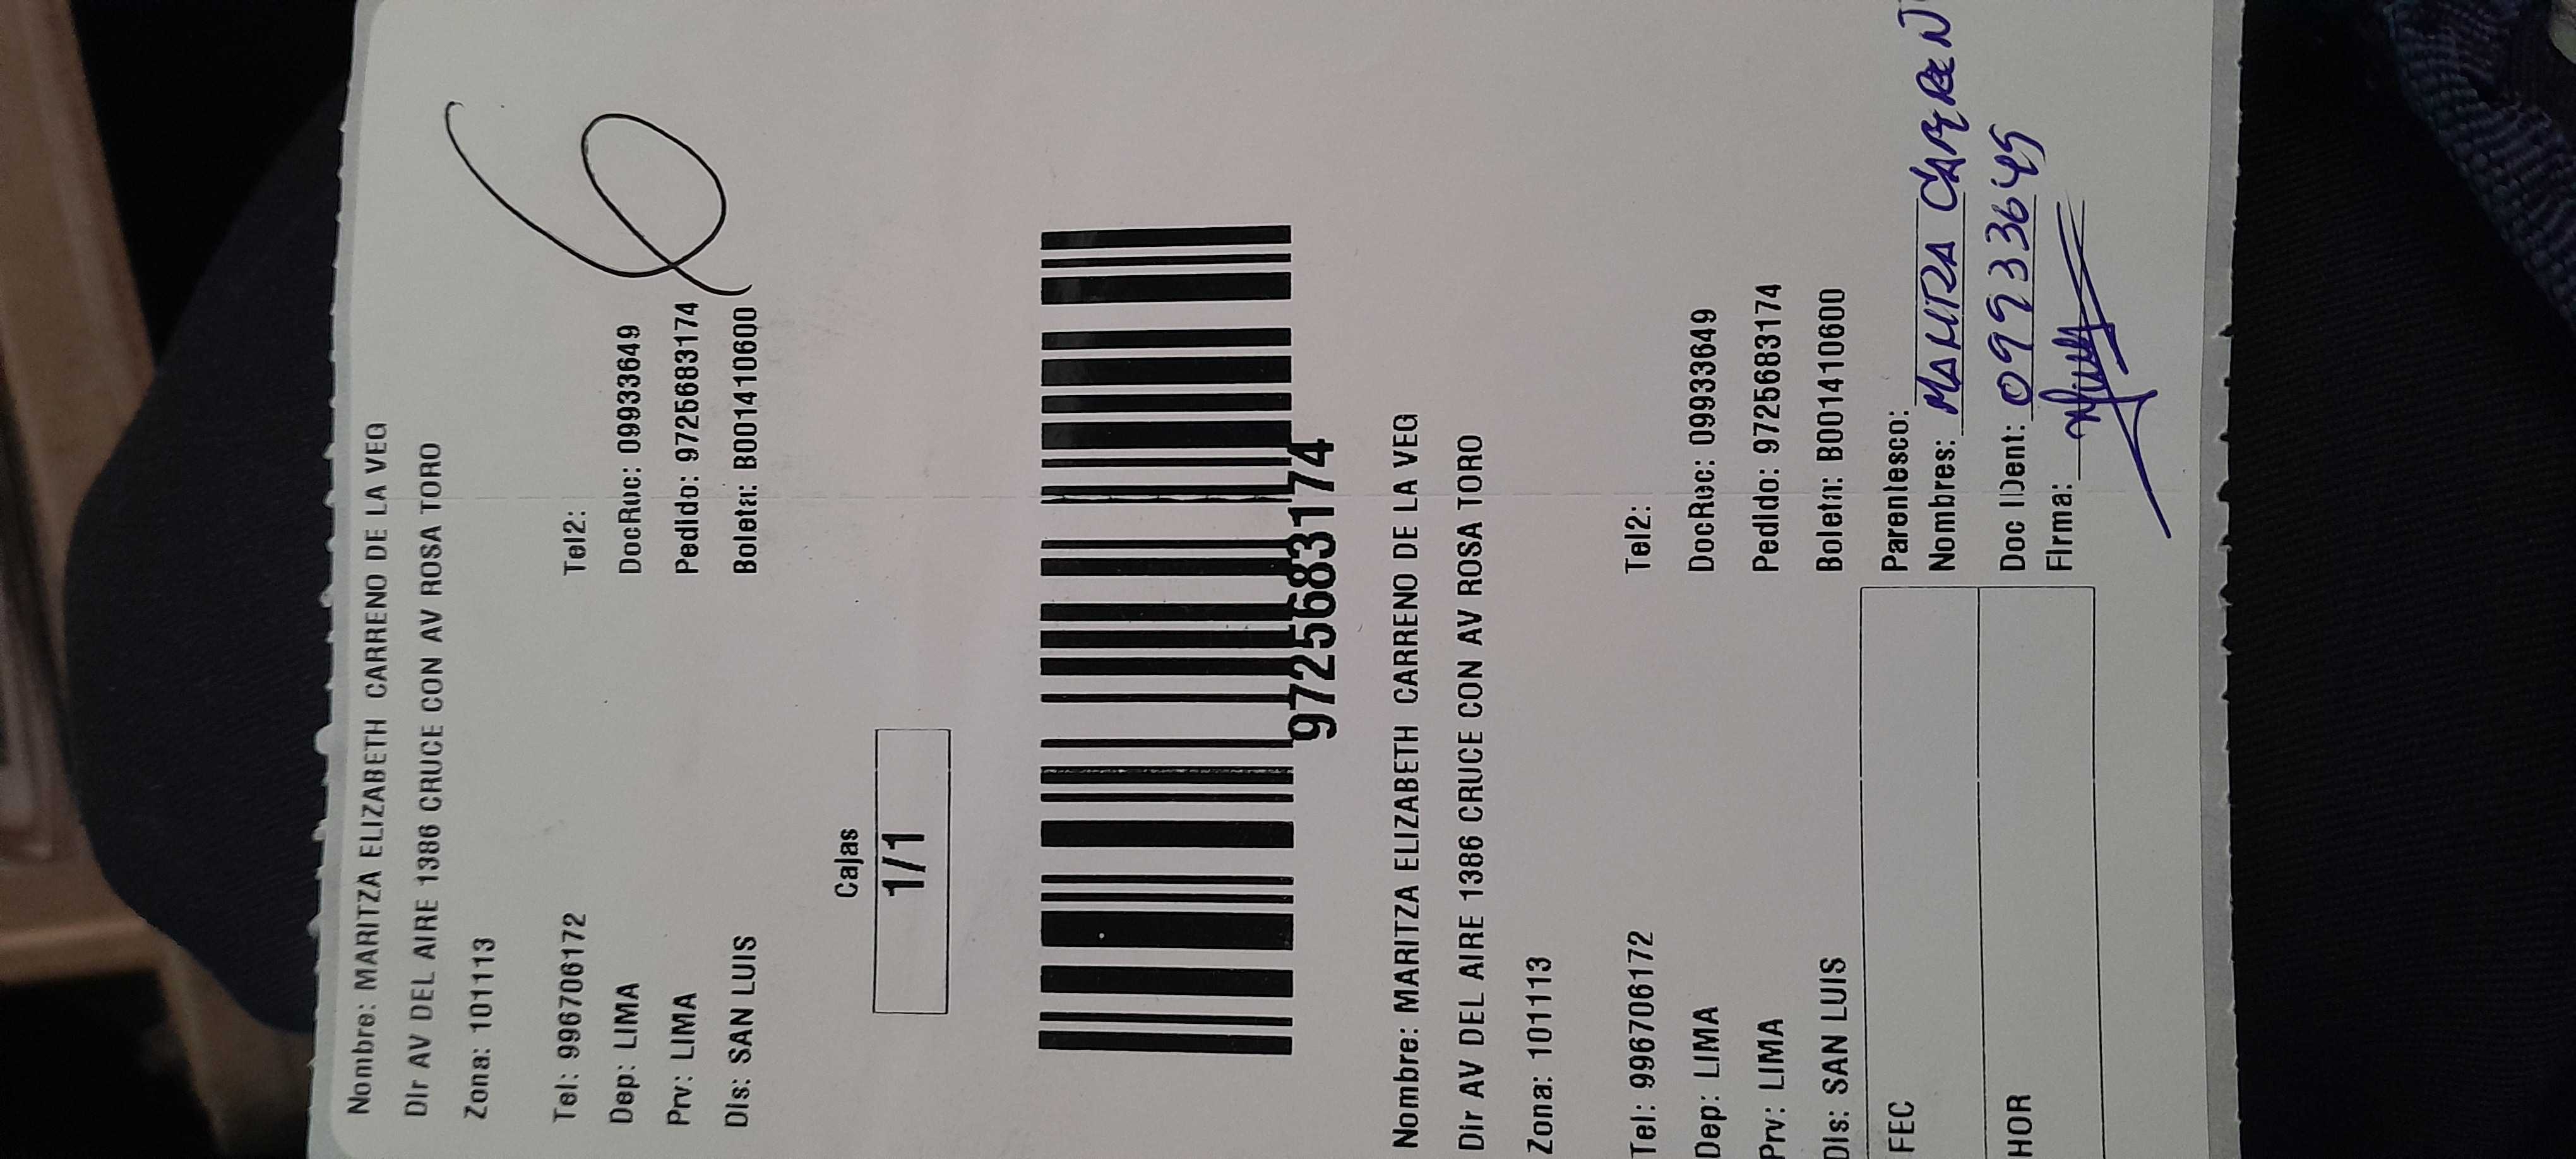 Nombre: MARITZA ELIZABETH CARRENO DE LA VEG
Dir AV DEL AIRE 1386 CRUCE CON AV ROSA TORO
Zona: 101113
Tel: 996706172 Tel2:
Dep: LIMA DocRuc: 09933649
Prv: LIMA Pedido: 9725683174
Dis: SAN LUIS Boleta: B001410600
6
Cajas
1/1
9725683174
Nombre: MARITZA ELIZABETH CARRENO DE LA VEG
Dir AV DEL AIRE 1386 CRUCE CON AV ROSA TORO
Zona: 101113
Tel: 996706172 Tel2:
Dep: LIMA DocRuc: 09933649
Prv: LIMA Pedido: 9725683174
Dis: SAN LUIS Boleta: B001410600
FEC Parentesco:
Nombres:
HOR Doc IDent:
Firma: